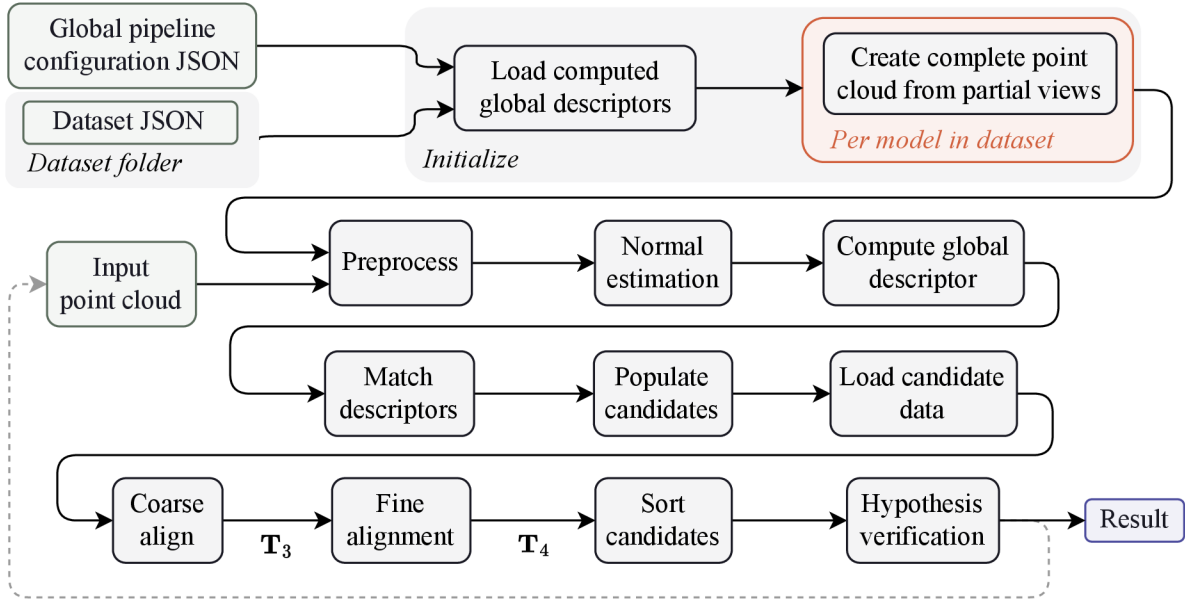 Global pipeline
configuration JSON
Dataset JSON
Dataset folder
Load computed
global descriptors
Initialize
Create complete point
cloud from partial views
Per model in dataset
Input
point cloud
Preprocess
Normal
estimation
Compute global
descriptor
Match
descriptors
Populate
candidates
Load candidate
data
Coarse
align
T₃
Fine
alignment
T₄
Sort
candidates
Hypothesis
verification
Result